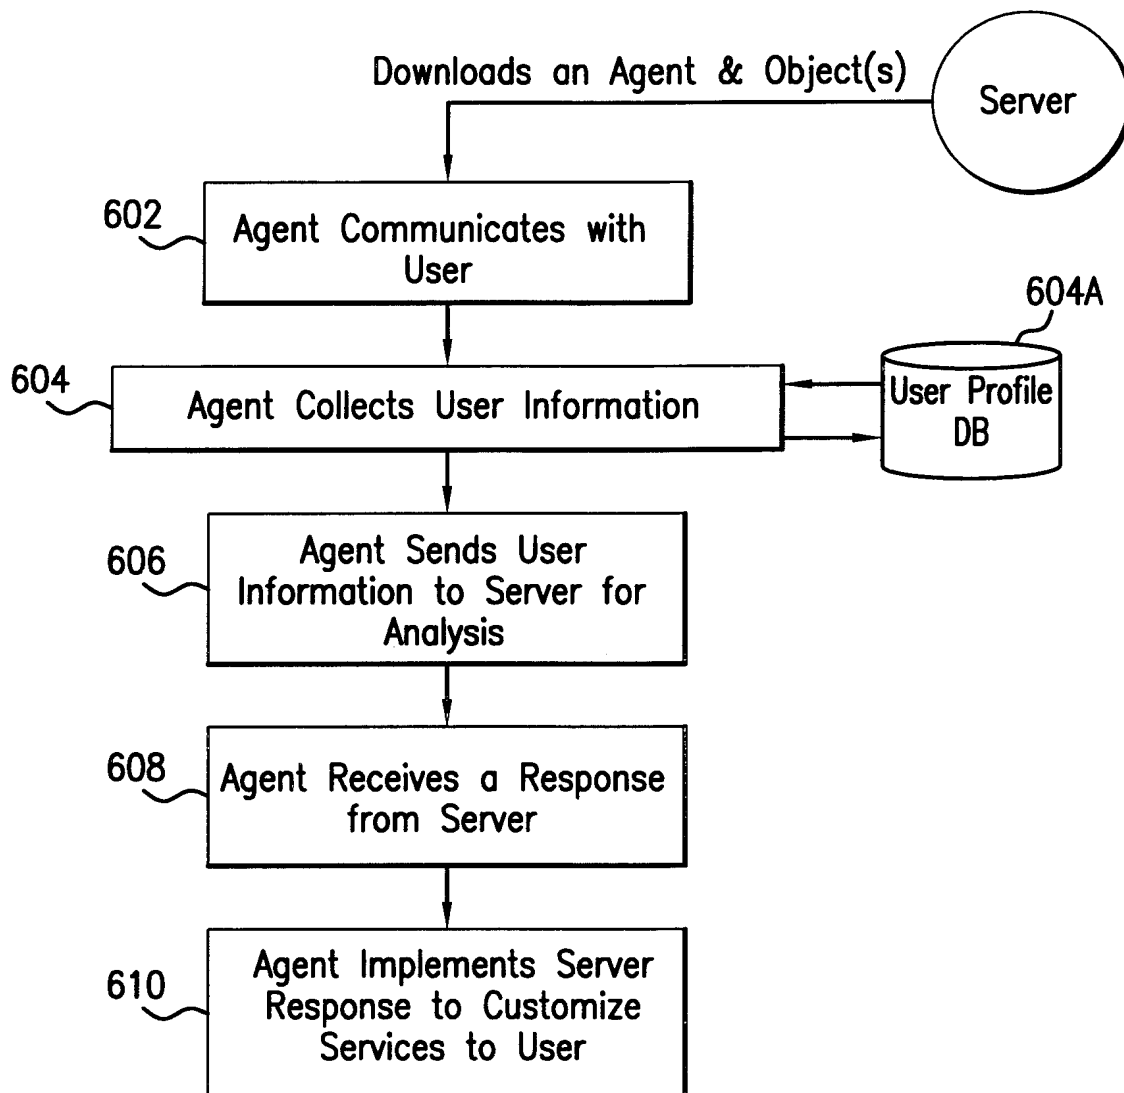 Downloads an Agent & Object(s)
Server
602
Agent Communicates with
User
604A
604
Agent Collects User Information
User Profile
DB
606
Agent Sends User
Information to Server for
Analysis
608
Agent Receives a Response
from Server
610
Agent Implements Server
Response to Customize
Services to User